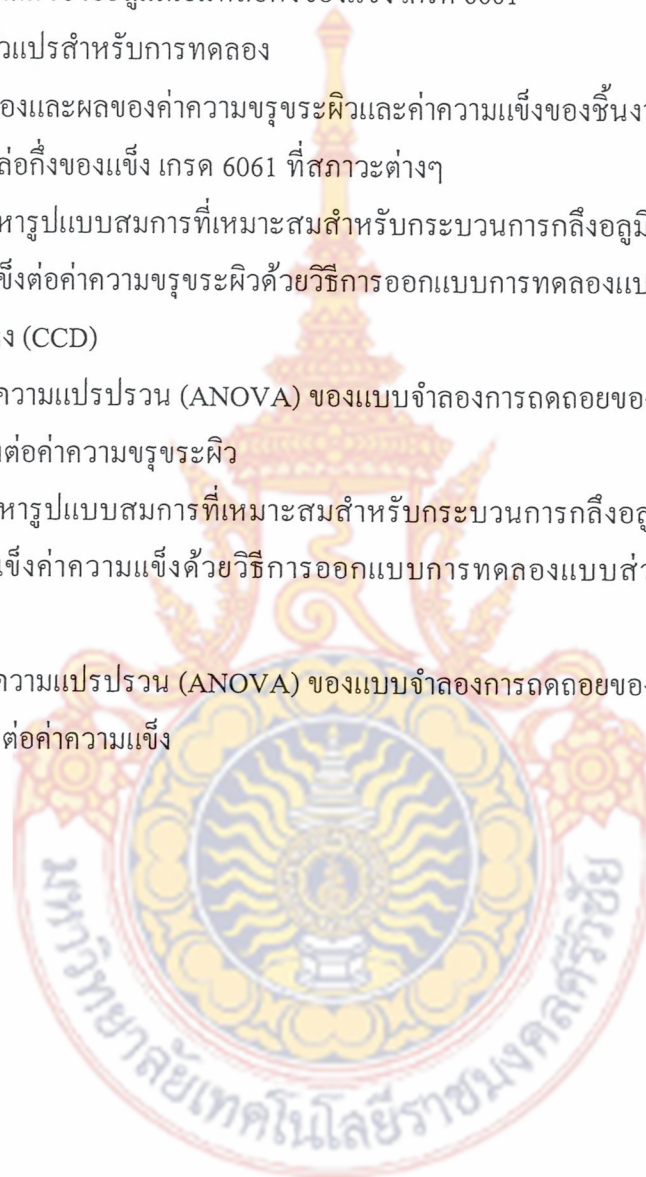 เกรด 6061
วแปรสำหรับการทดลอง
องและผลของค่าความขรุขระผิวและค่าความแข็งของชิ้นง
ล่อกึ่งของแข็ง เกรด 6061 ที่สภาวะต่างๆ
หารูปแบบสมการที่เหมาะสมสำหรับกระบวนการกลึงอลูมิ
ข็งต่อค่าความขรุขระผิวด้วยวิธีการออกแบบการทดลองแบ
ง (CCD)
ความแปรปรวน (ANOVA) ของแบบจำลองการถดถอยขอ
ต่อค่าความขรุขระผิว
หารูปแบบสมการที่เหมาะสมสำหรับกระบวนการกลึงอลู
แข็งค่าความแข็งด้วยวิธีการออกแบบการทดลองแบบส่ว
ความแปรปรวน (ANOVA) ของแบบจำลองการถดถอยขอ
ต่อค่าความแข็ง
มหาวิทยาลัยเทคโนโลยีราชมงคลศรีวิชัย